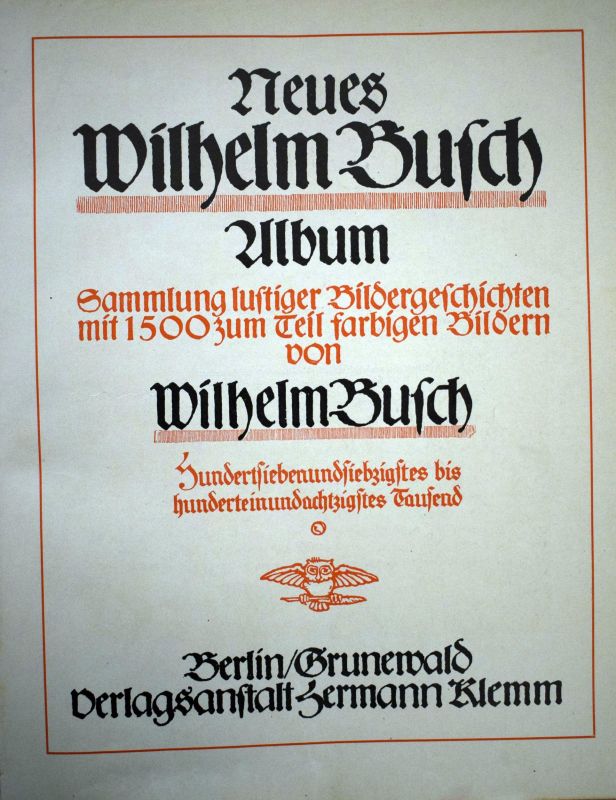 Neues
Wilhelm Buſch
Album
Sammlung luſtiger Bildergeſchichten
mit 1500 zum Teil farbigen Bildern
von
Wilhelm Buſch
Hundertſiebenundſiebzigſtes bis
hunderteinundachtzigſtes Tauſend
Berlin/Grunewald
Verlagsanſtalt Hermann Klemm